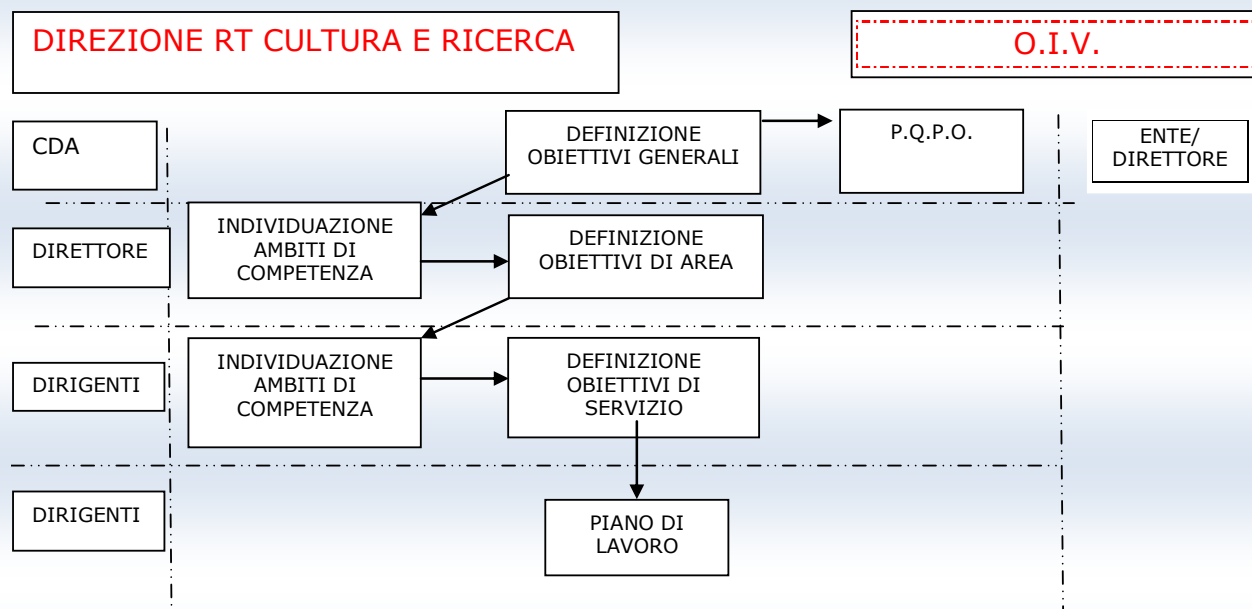 DIREZIONE RT CULTURA E RICERCA
O.I.V.
CDA
DEFINIZIONE
OBIETTIVI GENERALI
P.Q.P.O.
ENTE/
DIRETTORE
DIRETTORE
INDIVIDUAZIONE
AMBITI DI
COMPETENZA
DEFINIZIONE
OBIETTIVI DI AREA
DIRIGENTI
INDIVIDUAZIONE
AMBITI DI
COMPETENZA
DEFINIZIONE
OBIETTIVI DI
SERVIZIO
DIRIGENTI
PIANO DI
LAVORO